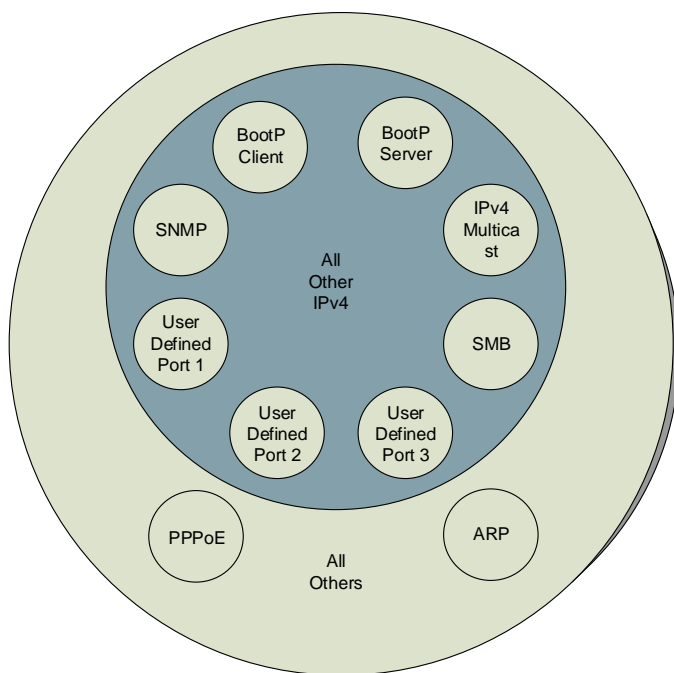 BootP
Client
BootP
Server
SNMP
IPv4
Multica
st
All
Other
IPv4
User
Defined
Port 1
SMB
User
Defined
Port 2
User
Defined
Port 3
PPPoE
ARP
All
Others